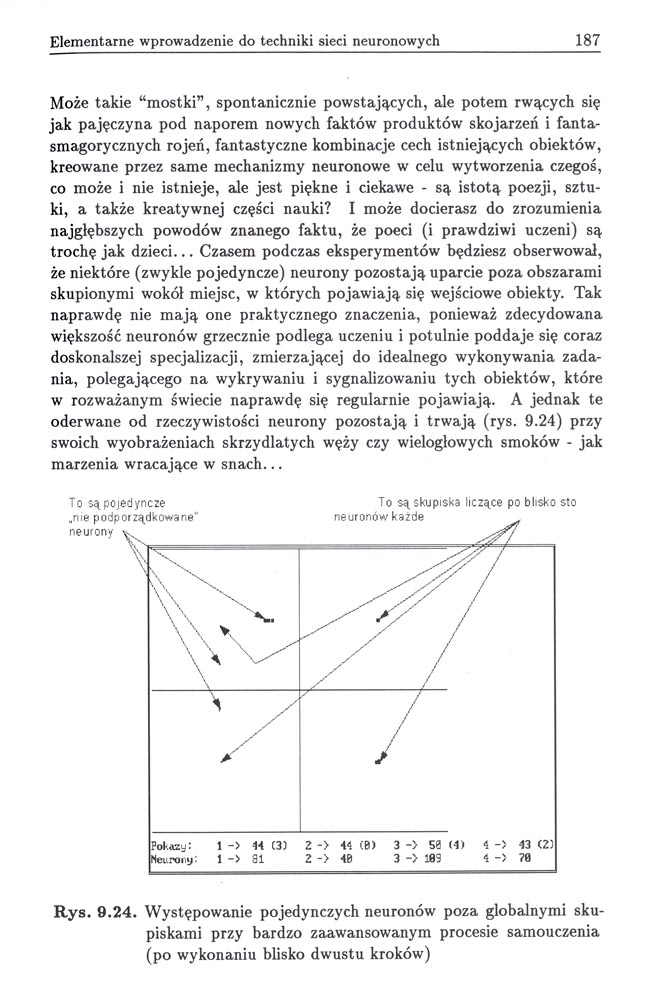 Elementarne wprowadzenie do techniki sieci neuronowych 187
Może takie “mostki”, spontanicznie powstających, ale potem rwących się
jak pajęczyna pod naporem nowych faktów produktów skojarzeń i fanta-
smagorycznych rojeń, fantastyczne kombinacje cech istniejących obiektów,
kreowane przez same mechanizmy neuronowe w celu wytworzenia czegoś,
co może i nie istnieje, ale jest piękne i ciekawe - są istotą poezji, sztu-
ki, a także kreatywnej części nauki? I może docierasz do zrozumienia
najgłębszych powodów znanego faktu, że poeci (i prawdziwi uczeni) są
trochę jak dzieci... Czasem podczas eksperymentów będziesz obserwował,
że niektóre (zwykle pojedyncze) neurony pozostają uparcie poza obszarami
skupionymi wokół miejsc, w których pojawiają się wejściowe obiekty. Tak
naprawdę nie mają one praktycznego znaczenia, ponieważ zdecydowana
większość neuronów grzecznie podlega uczeniu i potulnie poddaje się coraz
doskonalszej specjalizacji, zmierzającej do idealnego wykonywania zada-
nia, polegającego na wykrywaniu i sygnalizowaniu tych obiektów, które
w rozważanym świecie naprawdę się regularnie pojawiają. A jednak te
oderwane od rzeczywistości neurony pozostają i trwają (rys. 9.24) przy
swoich wyobrażeniach skrzydlatych węży czy wielogłowych smoków - jak
marzenia wracające w snach...
To są pojedyncze
„nie podporządkowane”
neurony
To są skupiska liczące po blisko sto
neuronów każde
Pokazy: 1 -> 44 (3) 2 -> 44 (0) 3 -> 50 (4) 4 -> 43 (2)
Neurony: 1 -> 81 2 -> 40 3 -> 109 4 -> 70
Rys. 9.24. Występowanie pojedynczych neuronów poza globalnymi sku-
piskami przy bardzo zaawansowanym procesie samouczenia
(po wykonaniu blisko dwustu kroków)